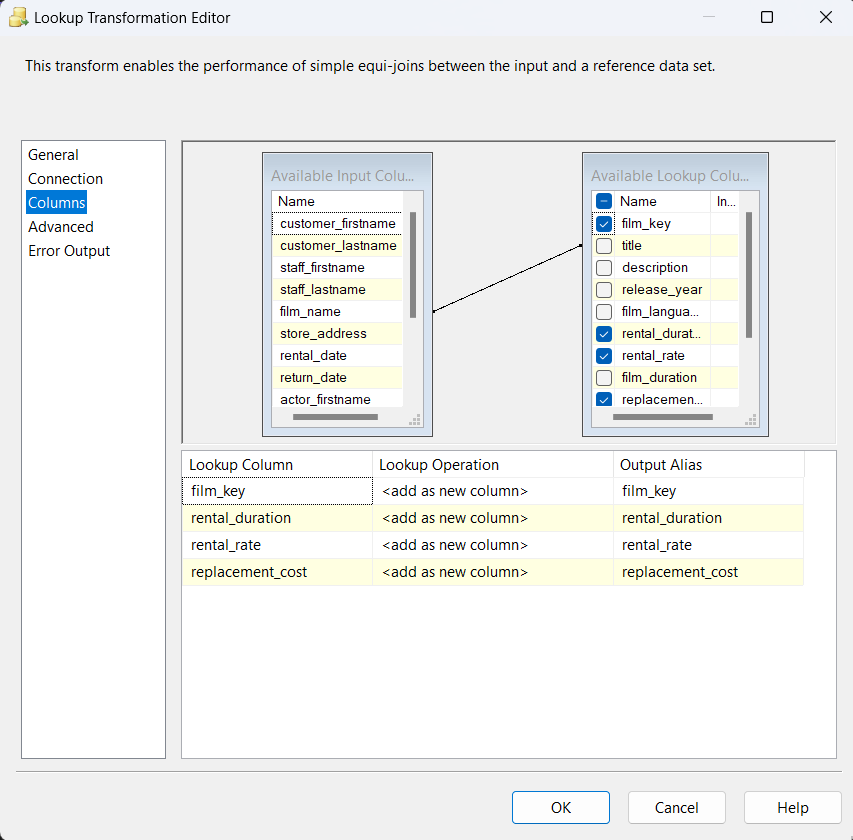 Lookup Transformation Editor
This transform enables the performance of simple equi-joins between the input and a reference data set.
General
Connection
Columns
Advanced
Error Output
Available Input Colu...
Name
customer_firstname
customer_lastname
staff_firstname
staff_lastname
film_name
store_address
rental_date
return_date
actor_firstname
Available Lookup Colu...
Name In...
film_key
title
description
release_year
film_langua...
rental_durat...
rental_rate
film_duration
replacemen...
Lookup Column Lookup Operation Output Alias
film_key <add as new column> film_key
rental_duration <add as new column> rental_duration
rental_rate <add as new column> rental_rate
replacement_cost <add as new column> replacement_cost
OK Cancel Help